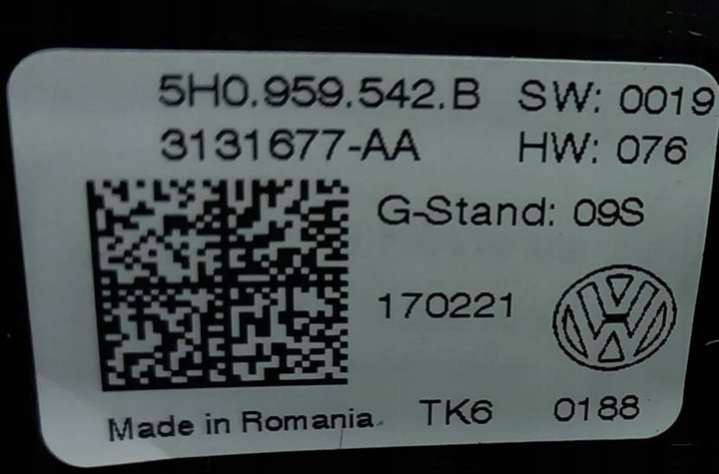 5H0.959.542.B SW: 0019
3131677-AA HW: 076
G-Stand: 09S
170221
Made in Romania TK6 0188